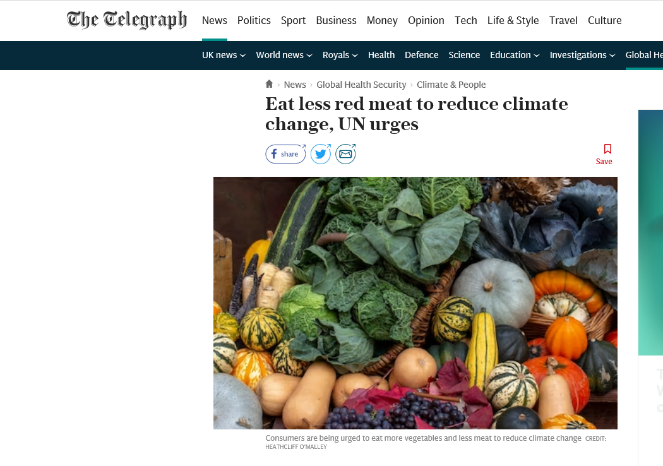 The Telegraph
News Politics Sport Business Money Opinion Tech Life & Style Travel Culture
UK news World news Royals Health Defence Science Education Investigations Global He
News › Global Health Security › Climate & People
Eat less red meat to reduce climate
change, UN urges
share
Save
Consumers are being urged to eat more vegetables and less meat to reduce climate change CREDIT:
HEATHCLIFF O'MALLEY